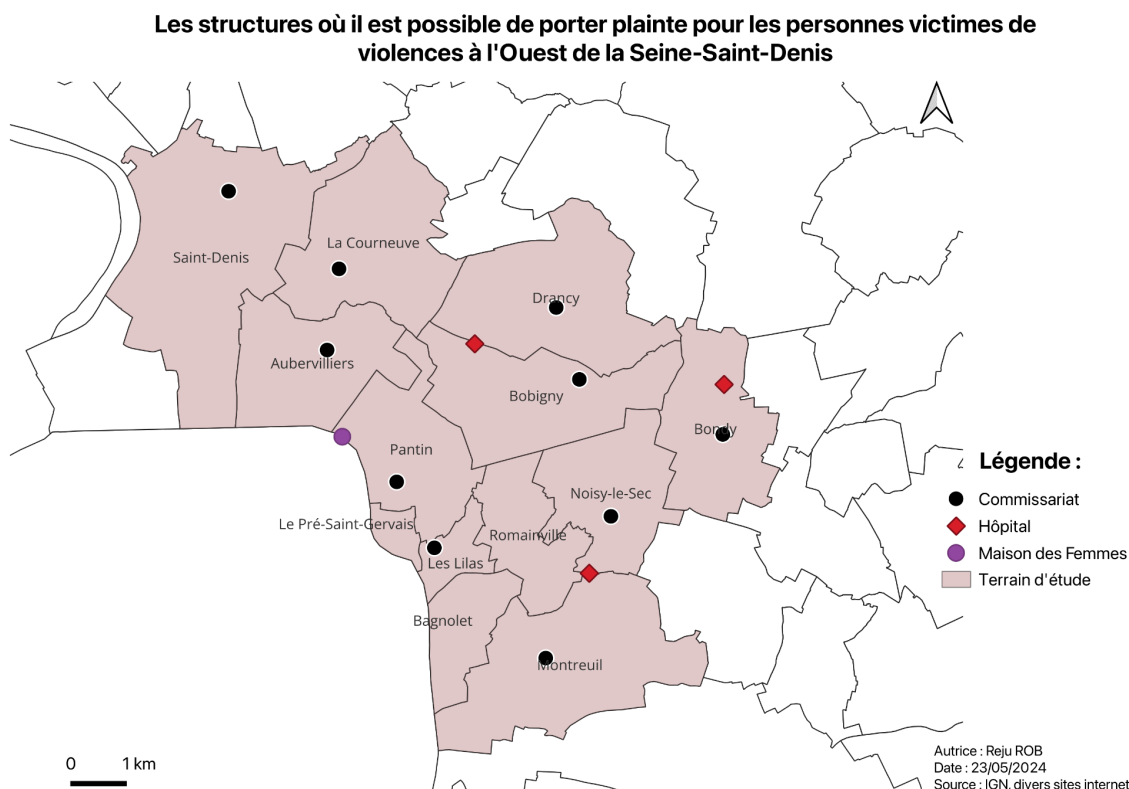 Les structures où il est possible de porter plainte pour les personnes victimes de
violences à l'Ouest de la Seine-Saint-Denis
La Courneuve
Saint-Denis
Drancy
Aubervilliers
Bobigny
Bondy
Pantin
Noisy-le-Sec
Le Pré-Saint-Gervais
Romainville
Les Lilas
Bagnolet
Montreuil
Légende :
Commissariat
Hôpital
Maison des Femmes
Terrain d'étude
0 1 km
Autrice : Reju ROB
Date : 23/05/2024
Source : IGN, divers sites internet